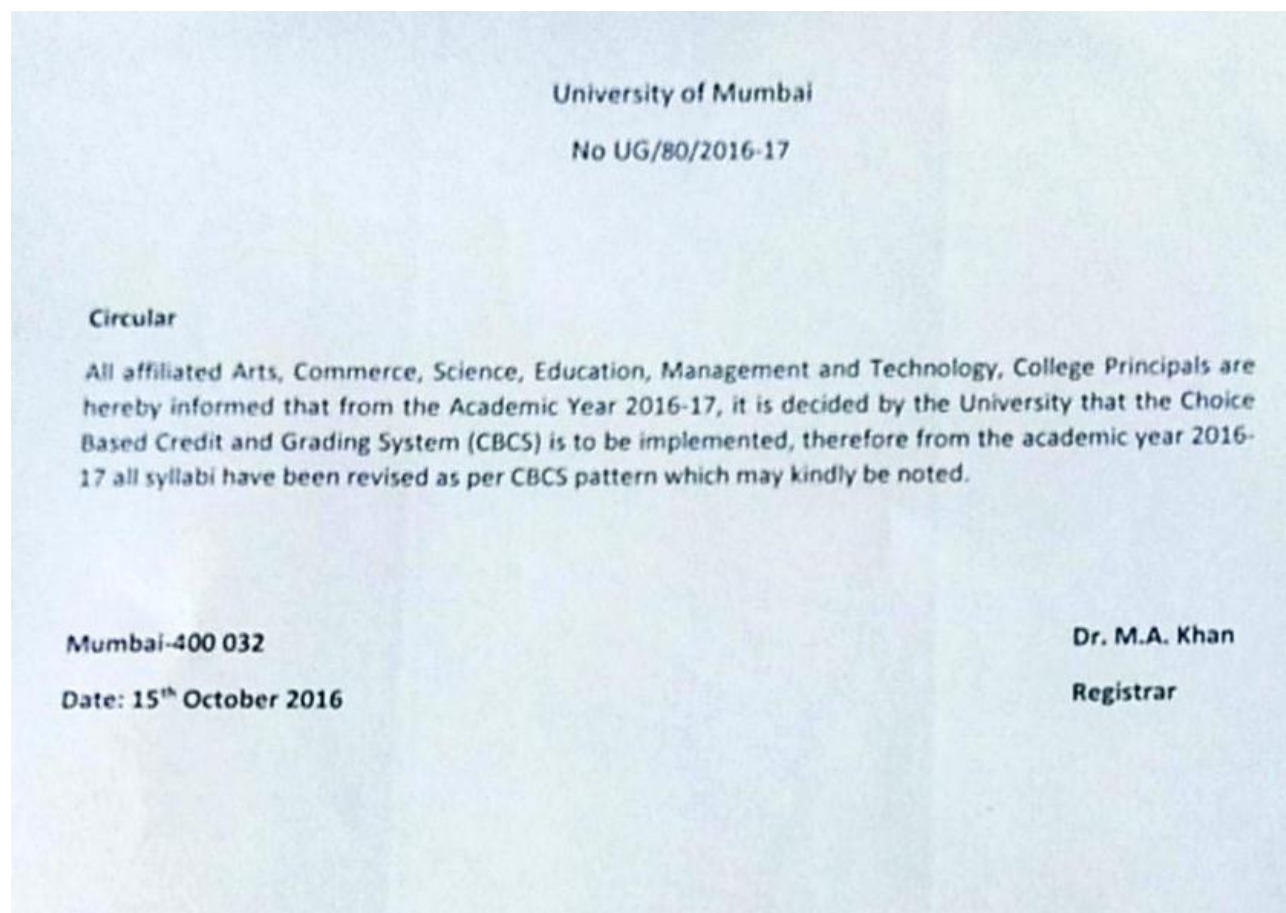 University of Mumbai
No UG/80/2016-17
Circular
All affiliated Arts, Commerce, Science, Education, Management and Technology, College Principals are
hereby informed that from the Academic Year 2016-17, it is decided by the University that the Choice
Based Credit and Grading System (CBCS) is to be implemented, therefore from the academic year 2016-
17 all syllabi have been revised as per CBCS pattern which may kindly be noted.
Mumbai-400 032
Dr. M.A. Khan
Date: 15th October 2016
Registrar